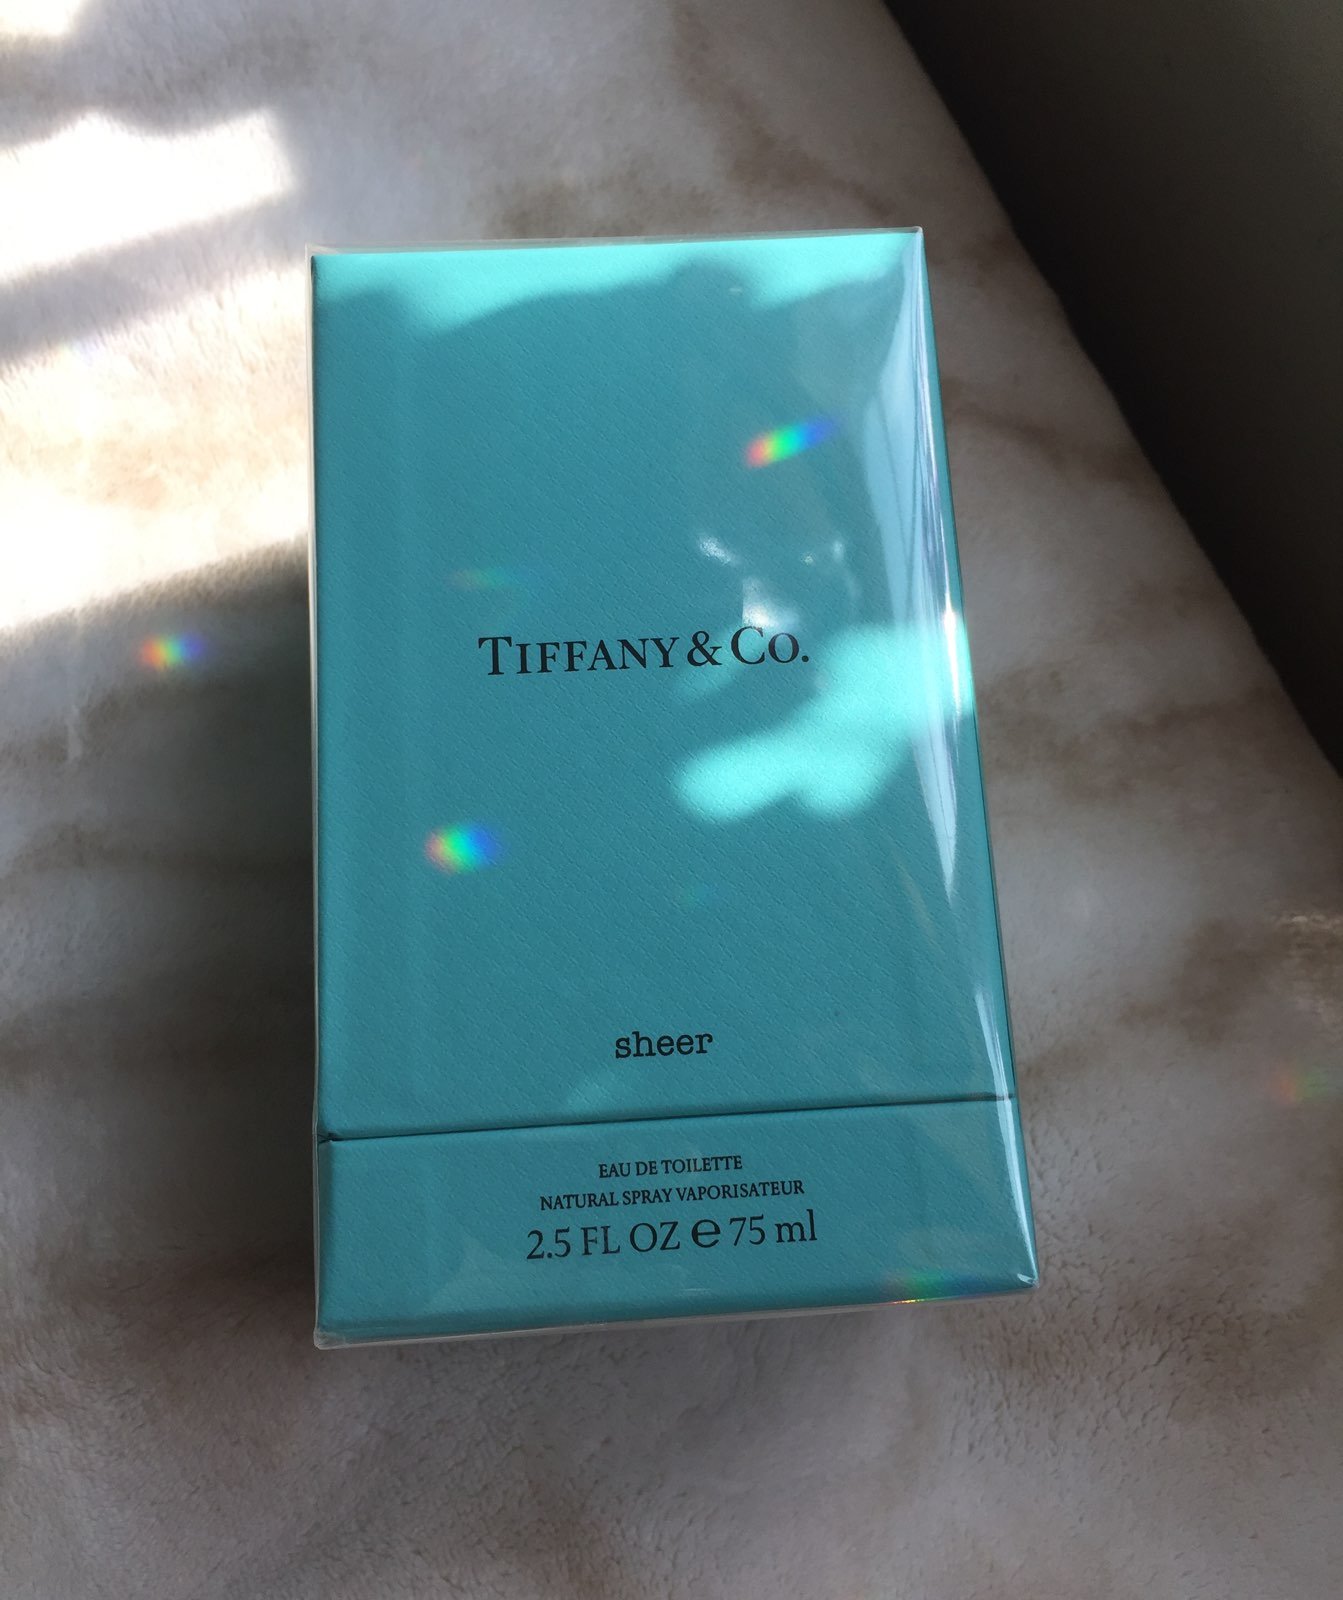 TIFFANY & CO.
sheer
EAU DE TOILETTE
NATURAL SPRAY VAPORISATEUR
2.5 FL OZ ℮ 75 ml